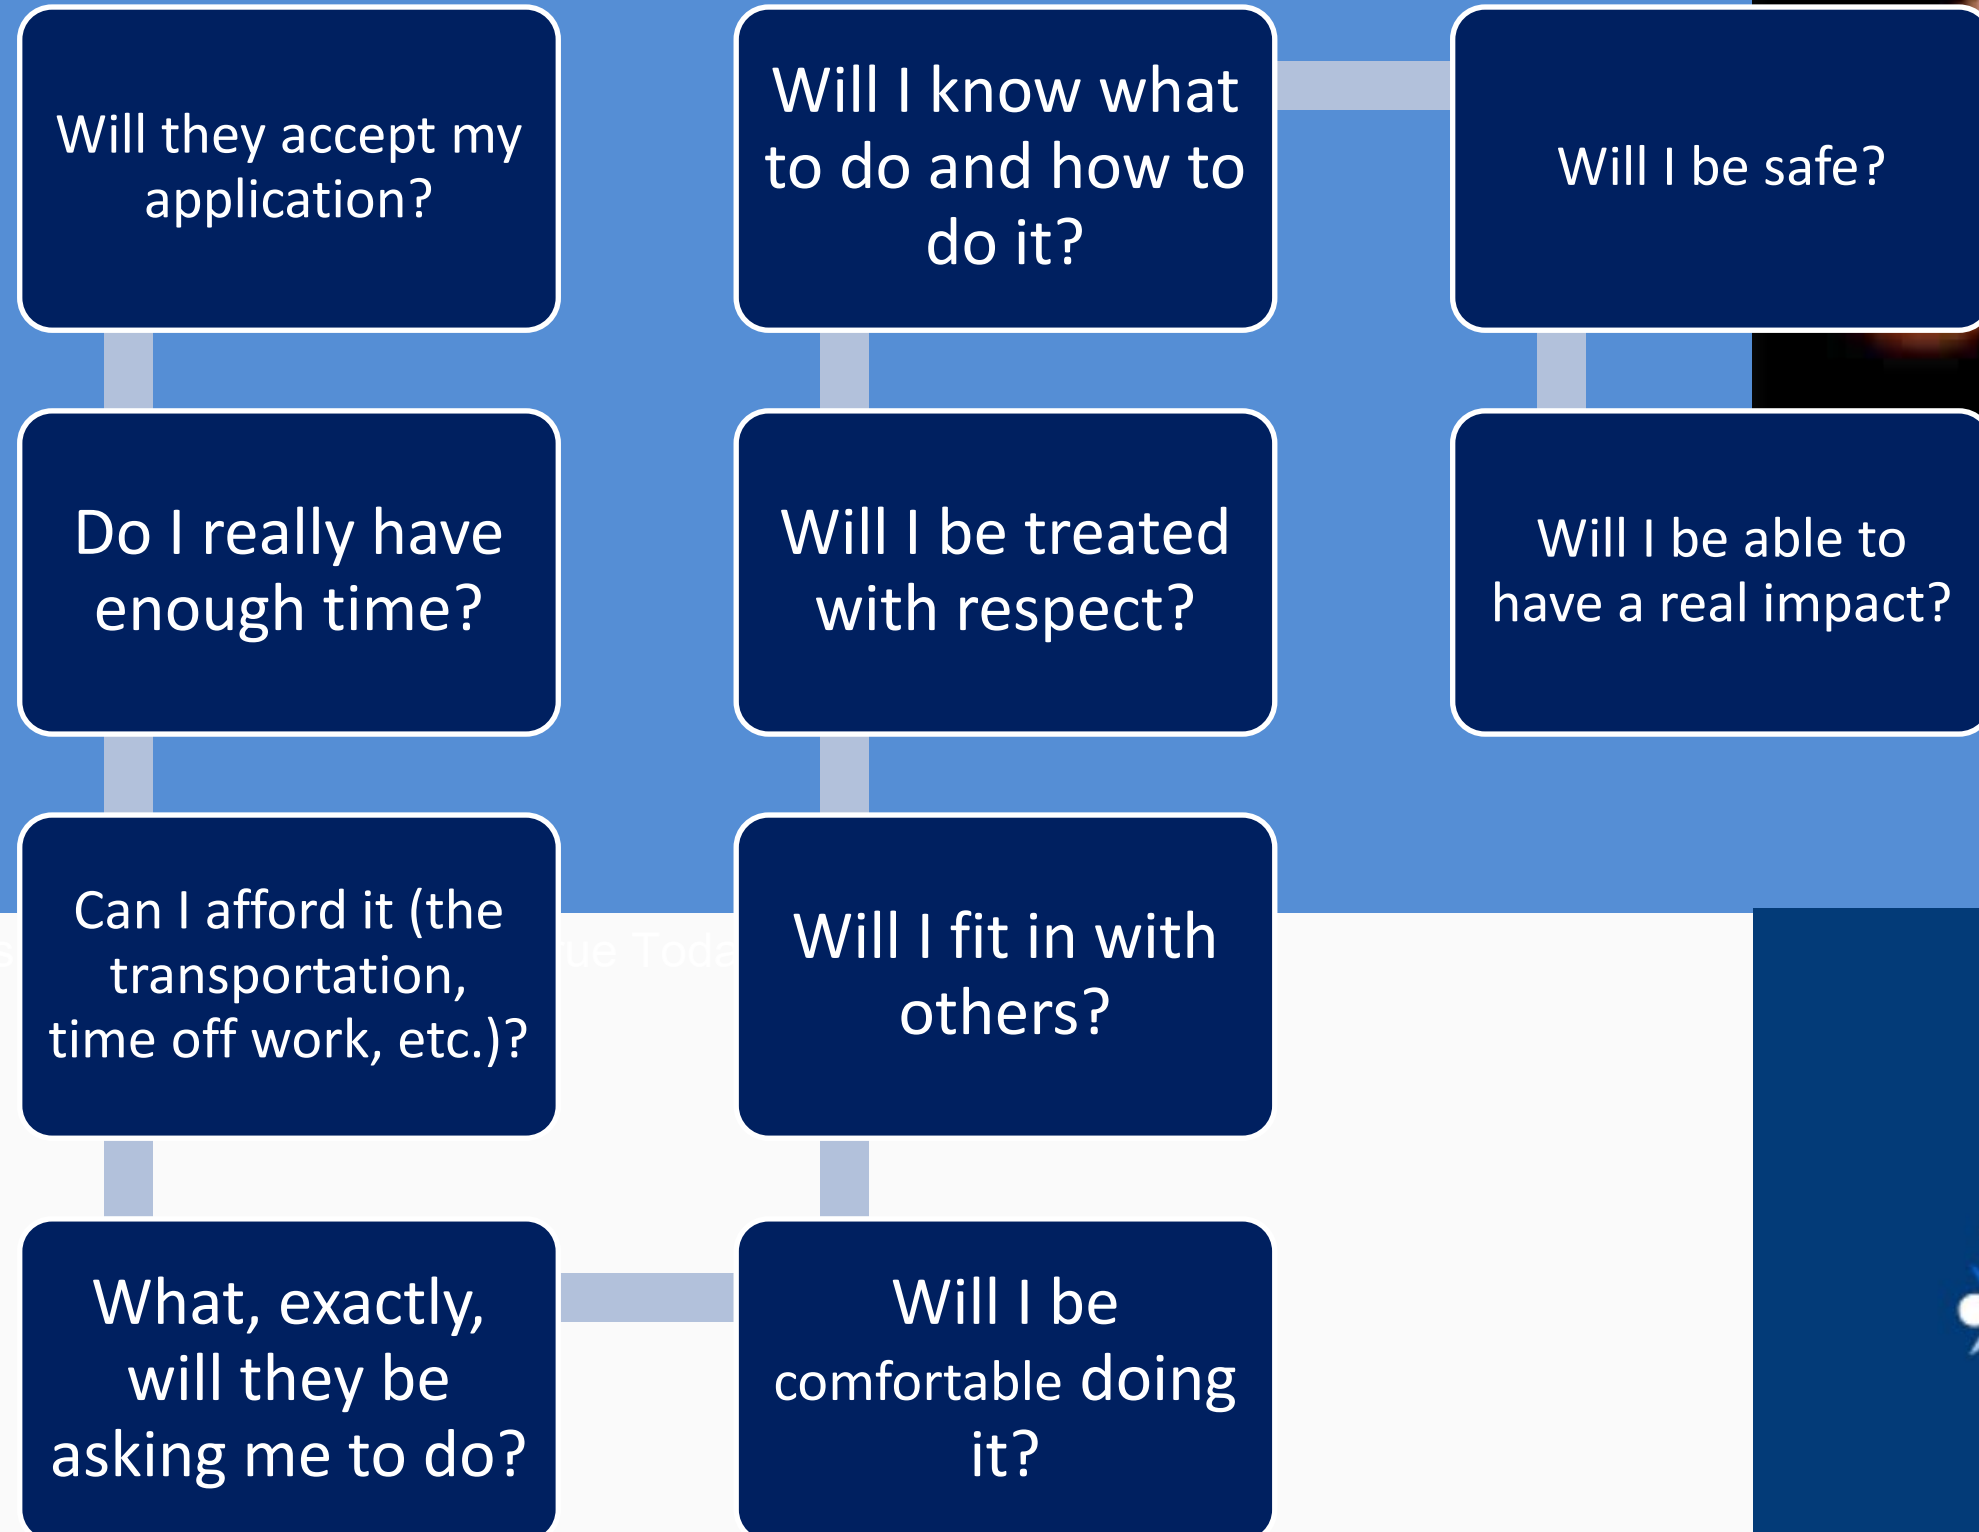 Will they accept my
application?
Do I really have
enough time?
Can I afford it (the
transportation,
time off work, etc.)?
What, exactly,
will they be
asking me to do?
Will I be
comfortable doing
it?
Will I fit in with
others?
Will I be treated
with respect?
Will I know what
to do and how to
do it?
Will I be safe?
Will I be able to
have a real impact?